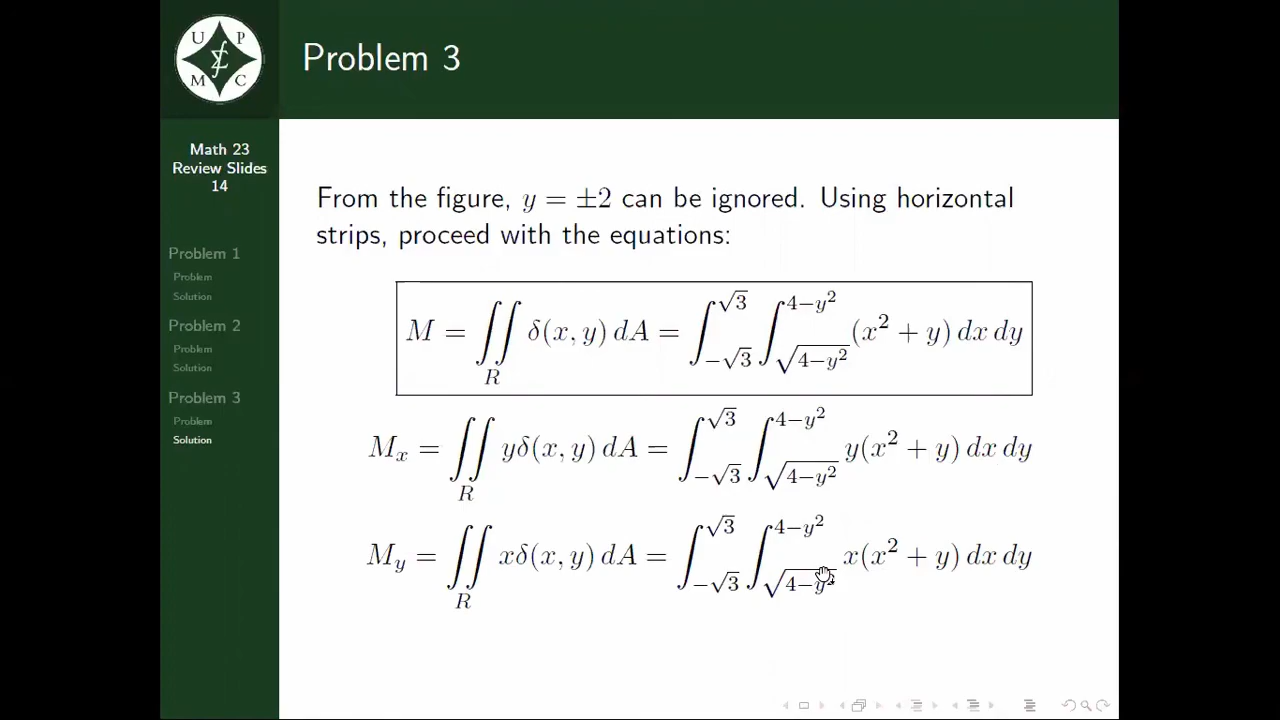 U P
M C
Problem 3
Math 23
Review Slides
14
Problem 1
Problem
Solution
Problem 2
Problem
Solution
Problem 3
Problem
Solution
From the figure, y = ±2 can be ignored. Using horizontal
strips, proceed with the equations:
M = ∬_R δ(x, y) dA = ∫_{−√3}^{√3} ∫_{√(4−y²)}^{4−y²} (x² + y) dx dy
M_x = ∬_R yδ(x, y) dA = ∫_{−√3}^{√3} ∫_{√(4−y²)}^{4−y²} y(x² + y) dx dy
M_y = ∬_R xδ(x, y) dA = ∫_{−√3}^{√3} ∫_{√(4−y²)}^{4−y²} x(x² + y) dx dy